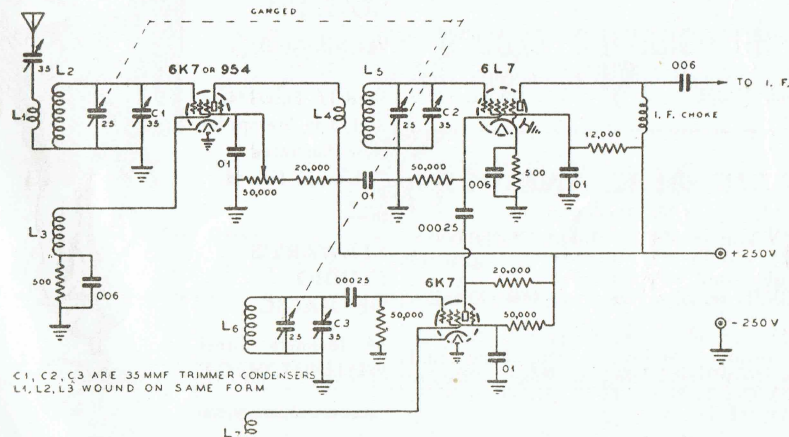 GANGED
L2
6K7 OR 954
L5
6L7
006
TO I. F.
35
L1
25
C1
35
L4
25
C2
35
I. F. CHOKE
01
50,000
20,000
01
50,000
006
500
01
12,000
L3
500
006
00025
+250V
20,000
6K7
00025
50,000
-250V
L6
25
C3
35
50,000
01
C1, C2, C3 ARE 35 MMF TRIMMER CONDENSERS
L1, L2, L3 WOUND ON SAME FORM